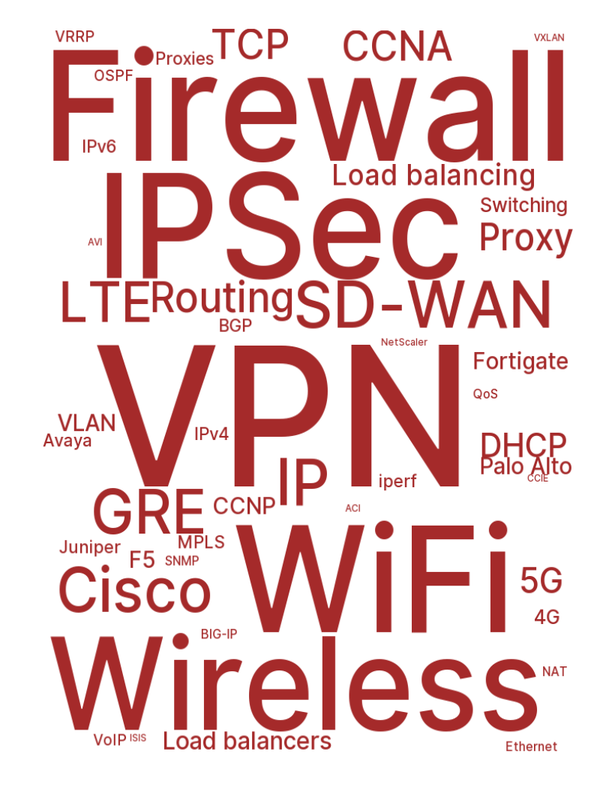 VRRP
TCP
CCNA
VXLAN
Proxies
OSPF
Firewall
IPv6
Load balancing
IPSec
Switching
AVI
Proxy
LTE
Routing
SD-WAN
BGP
NetScaler
VPN
Fortigate
QoS
VLAN
IPv4
Avaya
DHCP
Palo Alto
CCIE
IP
iperf
GRE
CCNP
ACI
MPLS
Juniper
F5
SNMP
WiFi
Cisco
5G
4G
BIG-IP
Wireless
NAT
VoIP
ISIS
Load balancers
Ethernet